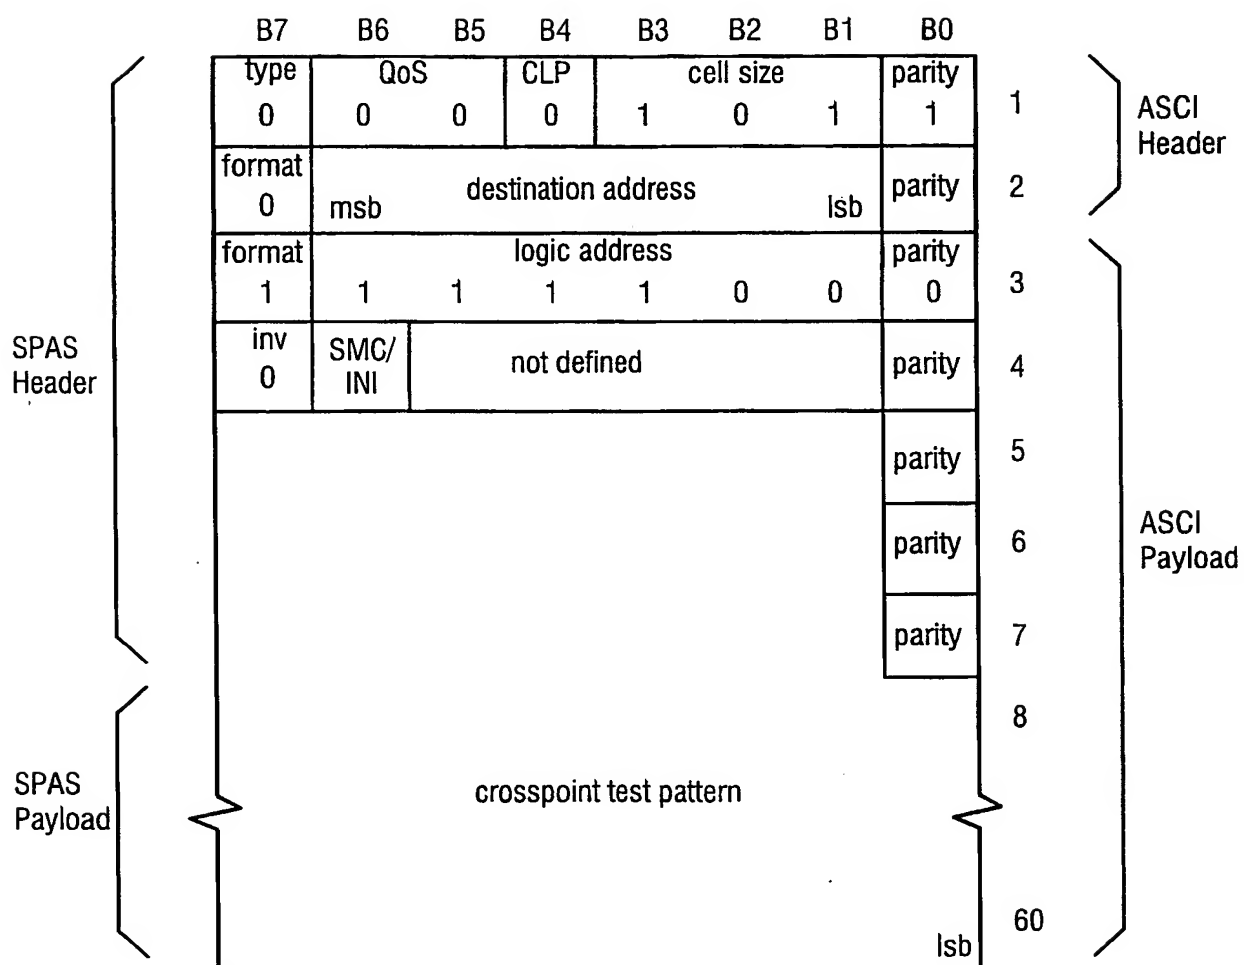 B7 B6 B5 B4 B3 B2 B1 B0
type QoS CLP cell size parity
0 0 0 0 1 0 1 1 1
ASCI
Header
format
0 msb destination address lsb parity 2
format logic address parity
1 1 1 1 1 0 0 0 3
SPAS
Header
inv
0 SMC/
INI not defined parity 4
parity 5
parity 6
ASCI
Payload
parity 7
8
SPAS
Payload
crosspoint test pattern
60
lsb